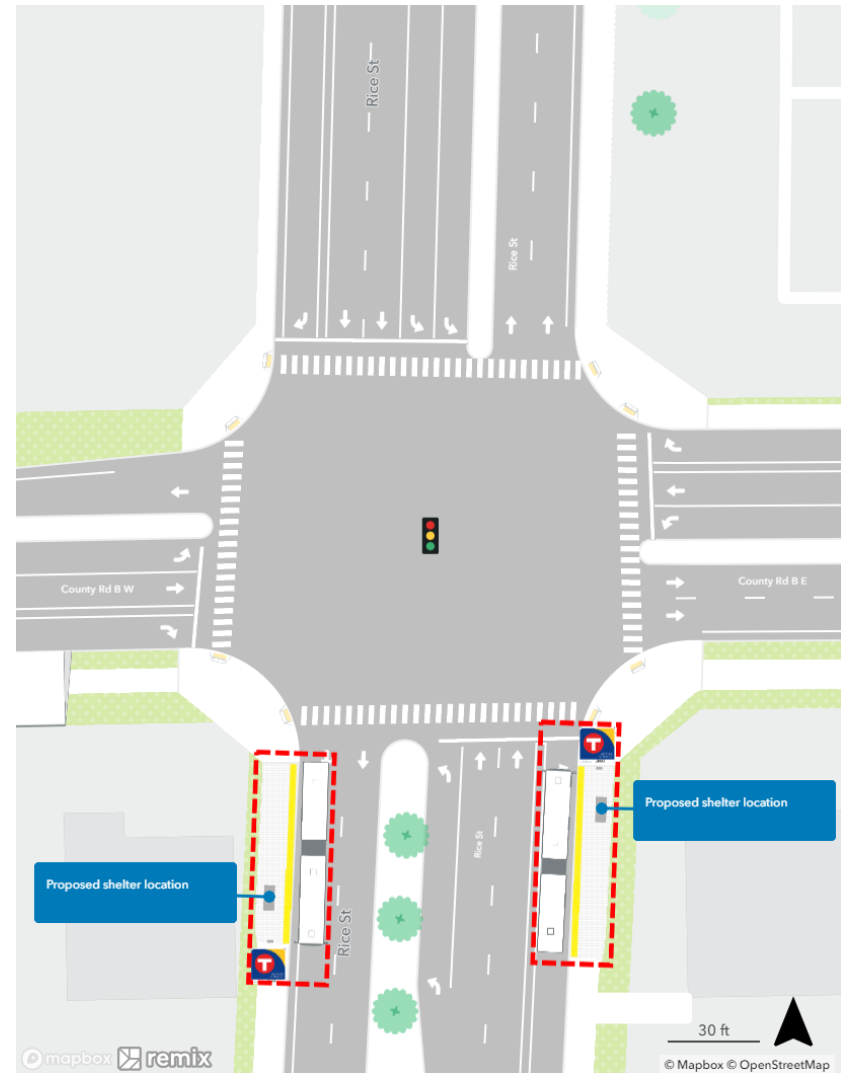 Rice St
Rice St
County Rd B W
County Rd B E
T
Proposed shelter location
Proposed shelter location
Rice St
Rice St
T
30 ft
mapbox remix
© Mapbox © OpenStreetMap